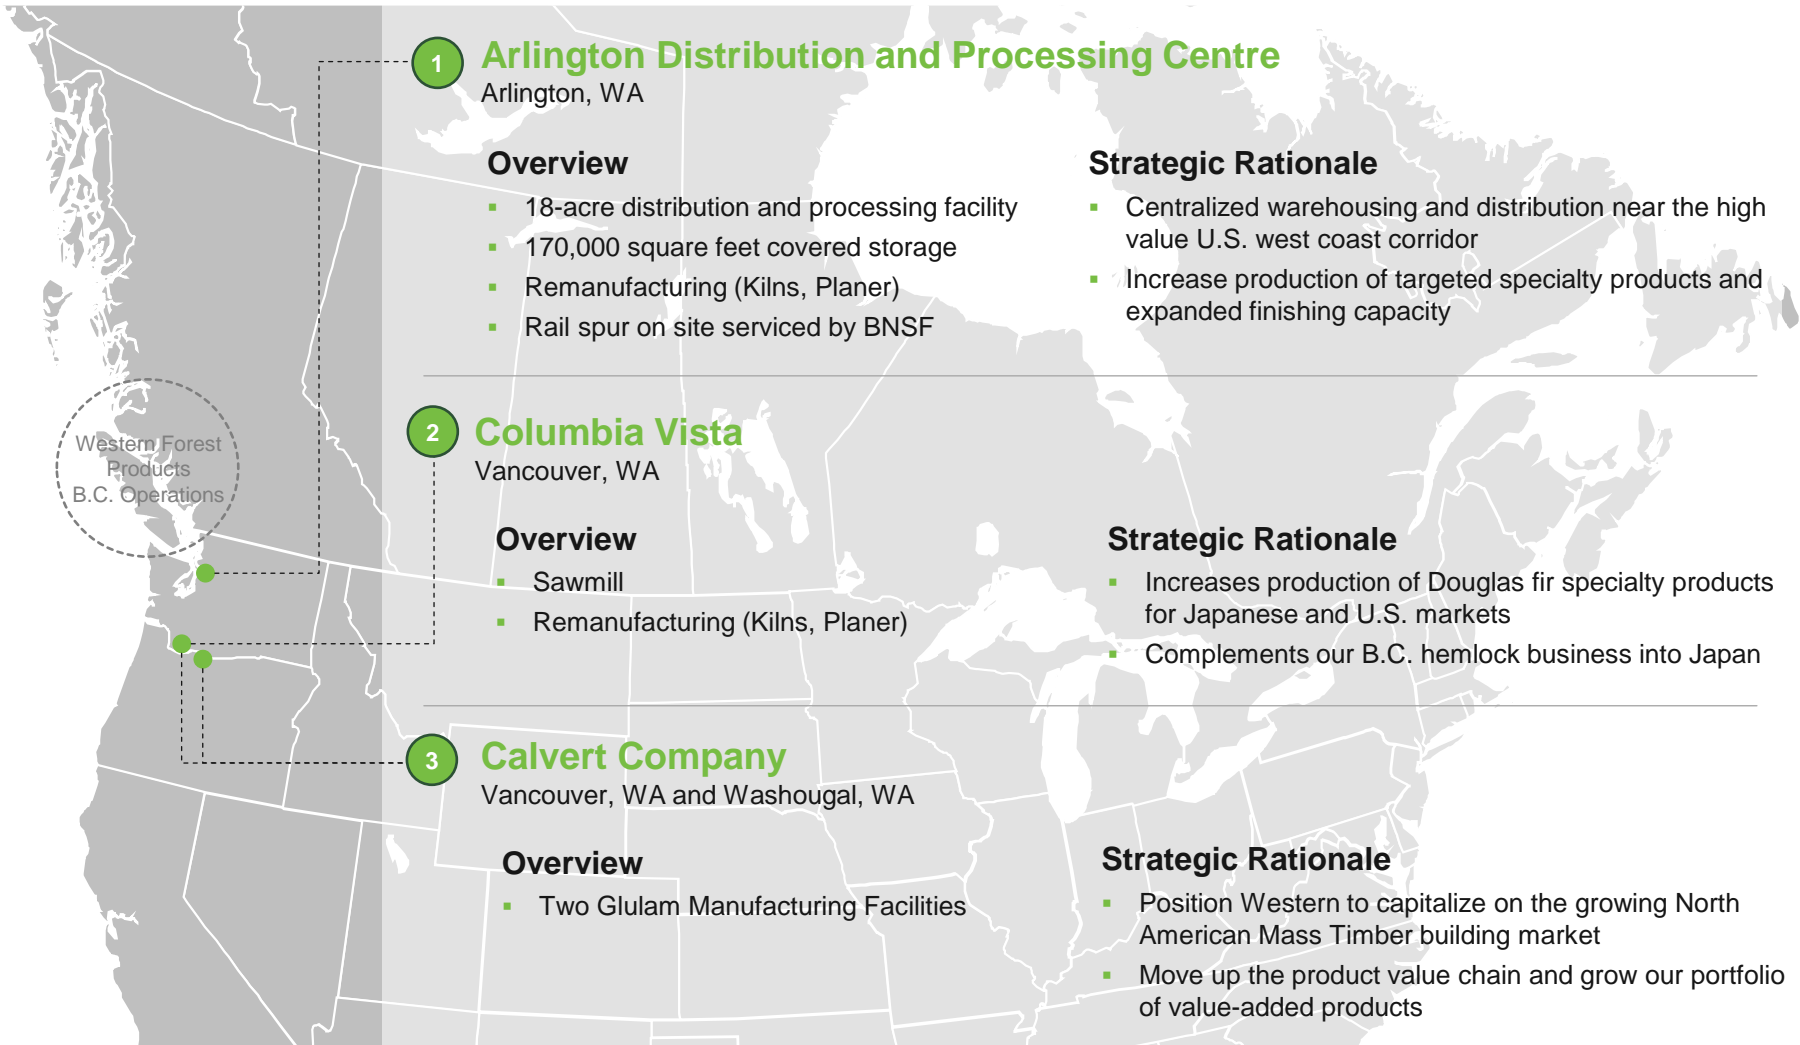 1
Arlington Distribution and Processing Centre
Arlington, WA
Overview
▪ 18-acre distribution and processing facility
▪ 170,000 square feet covered storage
▪ Remanufacturing (Kilns, Planer)
▪ Rail spur on site serviced by BNSF
Strategic Rationale
▪ Centralized warehousing and distribution near the high
value U.S. west coast corridor
▪ Increase production of targeted specialty products and
expanded finishing capacity
Western Forest
Products
B.C. Operations
2
Columbia Vista
Vancouver, WA
Overview
▪ Sawmill
▪ Remanufacturing (Kilns, Planer)
Strategic Rationale
▪ Increases production of Douglas fir specialty products
for Japanese and U.S. markets
▪ Complements our B.C. hemlock business into Japan
3
Calvert Company
Vancouver, WA and Washougal, WA
Overview
▪ Two Glulam Manufacturing Facilities
Strategic Rationale
▪ Position Western to capitalize on the growing North
American Mass Timber building market
▪ Move up the product value chain and grow our portfolio
of value-added products